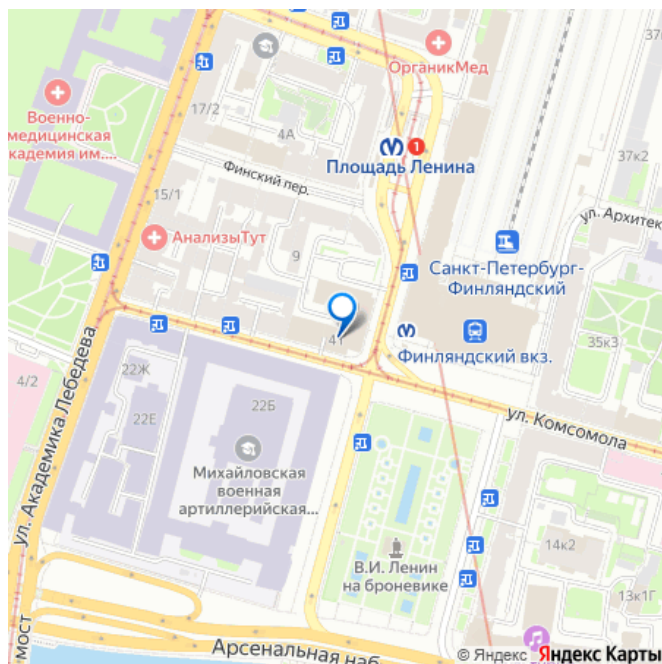 37к
ОрганикМед
17/2
Военно-
медицинская
академия им....
4А
1
Площадь Ленина
37к2
Финский пер.
15/1
ул. Архитек
АнализыТут
9
Санкт-Петербург-
Финляндский
41
Финляндский вкз.
35к3
ул. Академика Лебедева
4/2
22Ж
22Е
22Б
ул. Комсомола
Михайловская
военная
артиллерийская...
14к2
В.И. Ленин
на броневике
13к1Г
мост
Арсенальная наб
© Яндекс Яндекс Карты